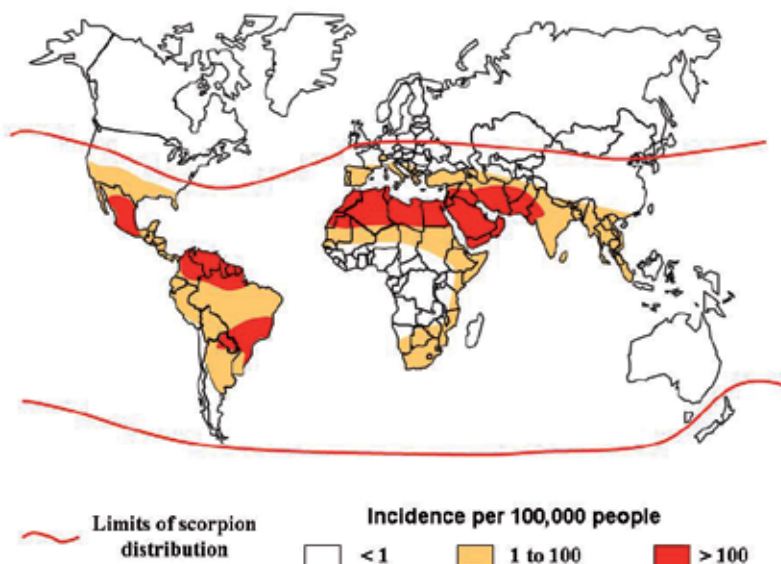 Limits of scorpion
distribution
Incidence per 100,000 people
< 1
1 to 100
> 100